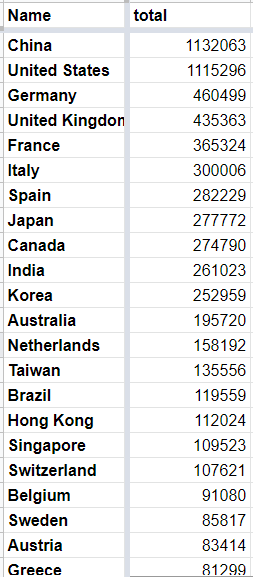 Name total
China 1132063
United States 1115296
Germany 460499
United Kingdom 435363
France 365324
Italy 300006
Spain 282229
Japan 277772
Canada 274790
India 261023
Korea 252959
Australia 195720
Netherlands 158192
Taiwan 135556
Brazil 119559
Hong Kong 112024
Singapore 109523
Switzerland 107621
Belgium 91080
Sweden 85817
Austria 83414
Greece 81299